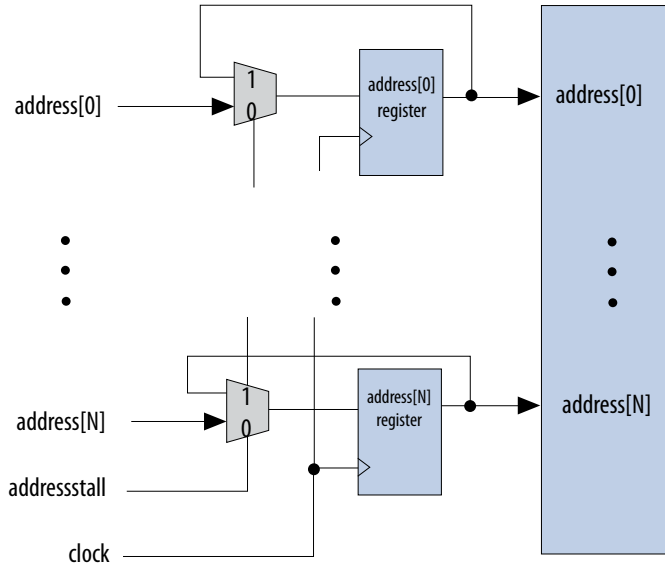 1
address[0]
0
address[0]
register
address[0]
1
address[N]
0
address[N]
register
address[N]
addressstall
clock